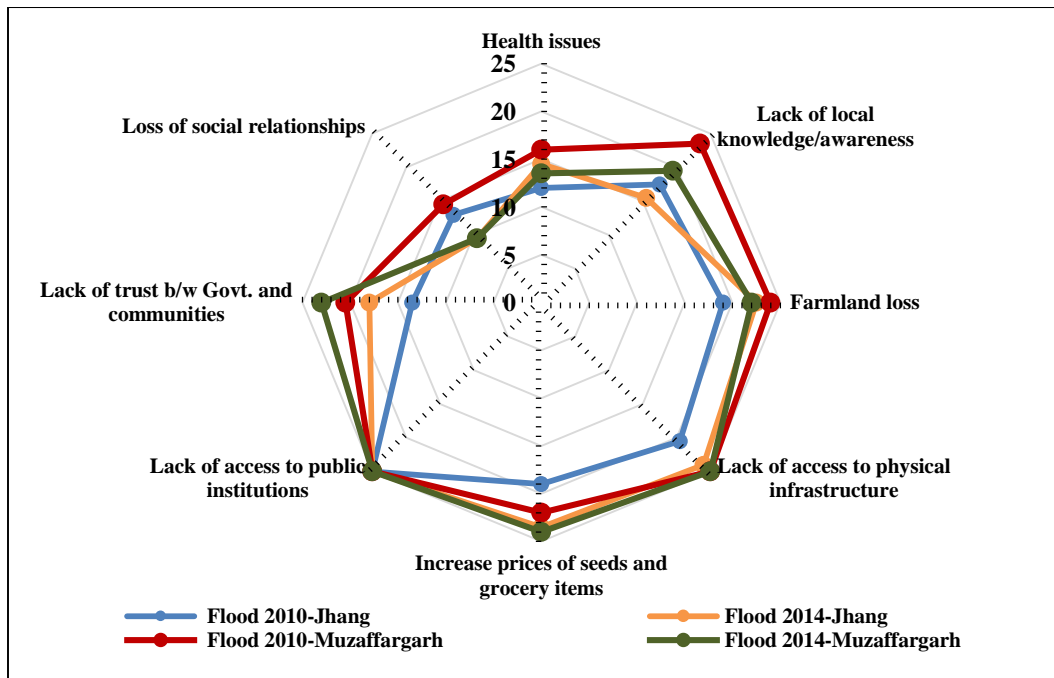 Health issues
25
20
15
10
5
0
Lack of local
knowledge/awareness
Farmland loss
Lack of access to physical
infrastructure
Increase prices of seeds and
grocery items
Lack of access to public
institutions
Lack of trust b/w Govt. and
communities
Loss of social relationships
Flood 2010-Jhang
Flood 2014-Jhang
Flood 2010-Muzaffargarh
Flood 2014-Muzaffargarh